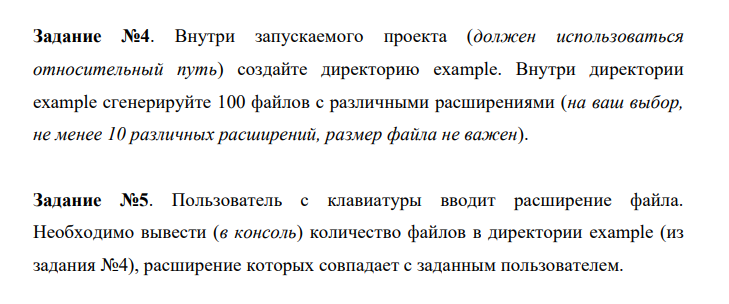 Задание №4. Внутри запускаемого проекта (должен использоваться
относительный путь) создайте директорию example. Внутри директории
example сгенерируйте 100 файлов с различными расширениями (на ваш выбор,
не менее 10 различных расширений, размер файла не важен).
Задание №5. Пользователь с клавиатуры вводит расширение файла.
Необходимо вывести (в консоль) количество файлов в директории example (из
задания №4), расширение которых совпадает с заданным пользователем.